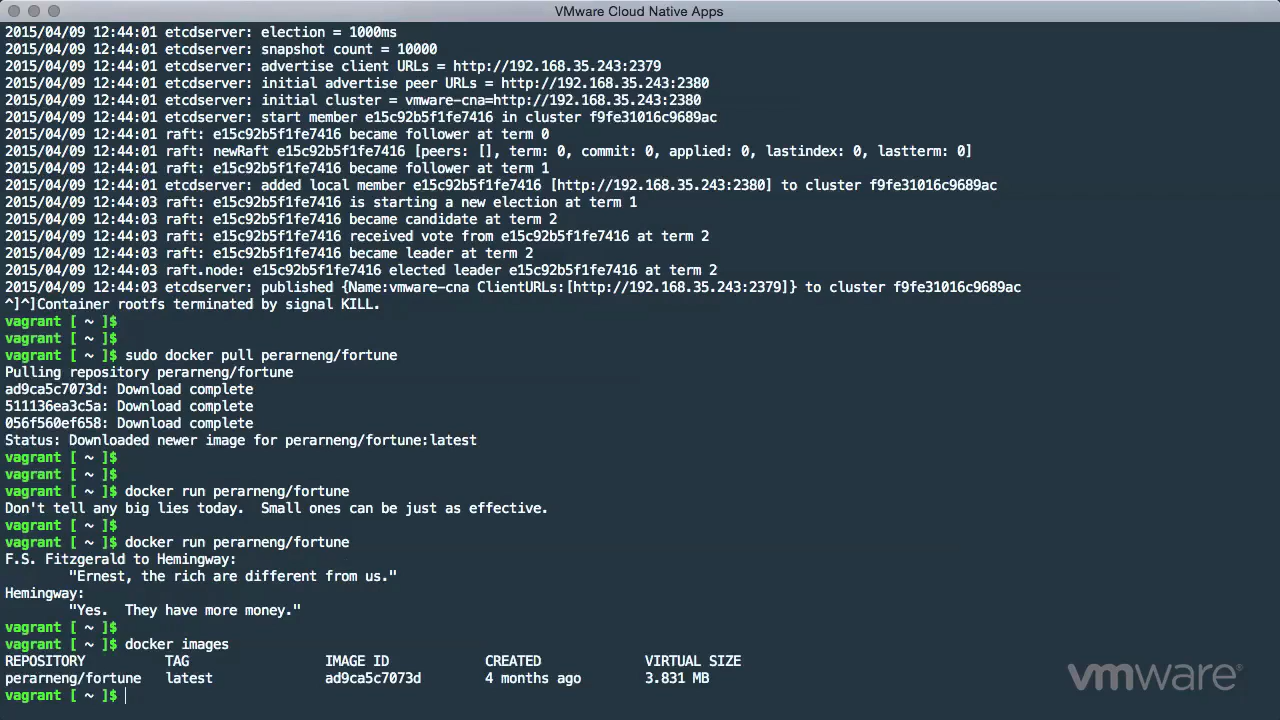 VMware Cloud Native Apps
2015/04/09 12:44:01 etcdserver: election = 1000ms
2015/04/09 12:44:01 etcdserver: snapshot count = 10000
2015/04/09 12:44:01 etcdserver: advertise client URLs = http://192.168.35.243:2379
2015/04/09 12:44:01 etcdserver: initial advertise peer URLs = http://192.168.35.243:2380
2015/04/09 12:44:01 etcdserver: initial cluster = vmware-cna=http://192.168.35.243:2380
2015/04/09 12:44:01 etcdserver: start member e15c92b5f1fe7416 in cluster f9fe31016c9689ac
2015/04/09 12:44:01 raft: e15c92b5f1fe7416 became follower at term 0
2015/04/09 12:44:01 raft: newRaft e15c92b5f1fe7416 [peers: [], term: 0, commit: 0, applied: 0, lastindex: 0, lastterm: 0]
2015/04/09 12:44:01 raft: e15c92b5f1fe7416 became follower at term 1
2015/04/09 12:44:01 etcdserver: added local member e15c92b5f1fe7416 [http://192.168.35.243:2380] to cluster f9fe31016c9689ac
2015/04/09 12:44:03 raft: e15c92b5f1fe7416 is starting a new election at term 1
2015/04/09 12:44:03 raft: e15c92b5f1fe7416 became candidate at term 2
2015/04/09 12:44:03 raft: e15c92b5f1fe7416 received vote from e15c92b5f1fe7416 at term 2
2015/04/09 12:44:03 raft: e15c92b5f1fe7416 became leader at term 2
2015/04/09 12:44:03 raft.node: e15c92b5f1fe7416 elected leader e15c92b5f1fe7416 at term 2
2015/04/09 12:44:03 etcdserver: published {Name:vmware-cna ClientURLs:[http://192.168.35.243:2379]} to cluster f9fe31016c9689ac
^]^]Container rootfs terminated by signal KILL.
vagrant [ ~ ]$
vagrant [ ~ ]$
vagrant [ ~ ]$ sudo docker pull perarneng/fortune
Pulling repository perarneng/fortune
ad9ca5c7073d: Download complete
511136ea3c5a: Download complete
056f560ef658: Download complete
Status: Downloaded newer image for perarneng/fortune:latest
vagrant [ ~ ]$
vagrant [ ~ ]$
vagrant [ ~ ]$ docker run perarneng/fortune
Don't tell any big lies today.  Small ones can be just as effective.
vagrant [ ~ ]$
vagrant [ ~ ]$ docker run perarneng/fortune
F.S. Fitzgerald to Hemingway:
        "Ernest, the rich are different from us."
Hemingway:
        "Yes.  They have more money."
vagrant [ ~ ]$
vagrant [ ~ ]$ docker images
REPOSITORY          TAG                 IMAGE ID            CREATED             VIRTUAL SIZE
perarneng/fortune   latest              ad9ca5c7073d        4 months ago        3.831 MB
vagrant [ ~ ]$
vmware®